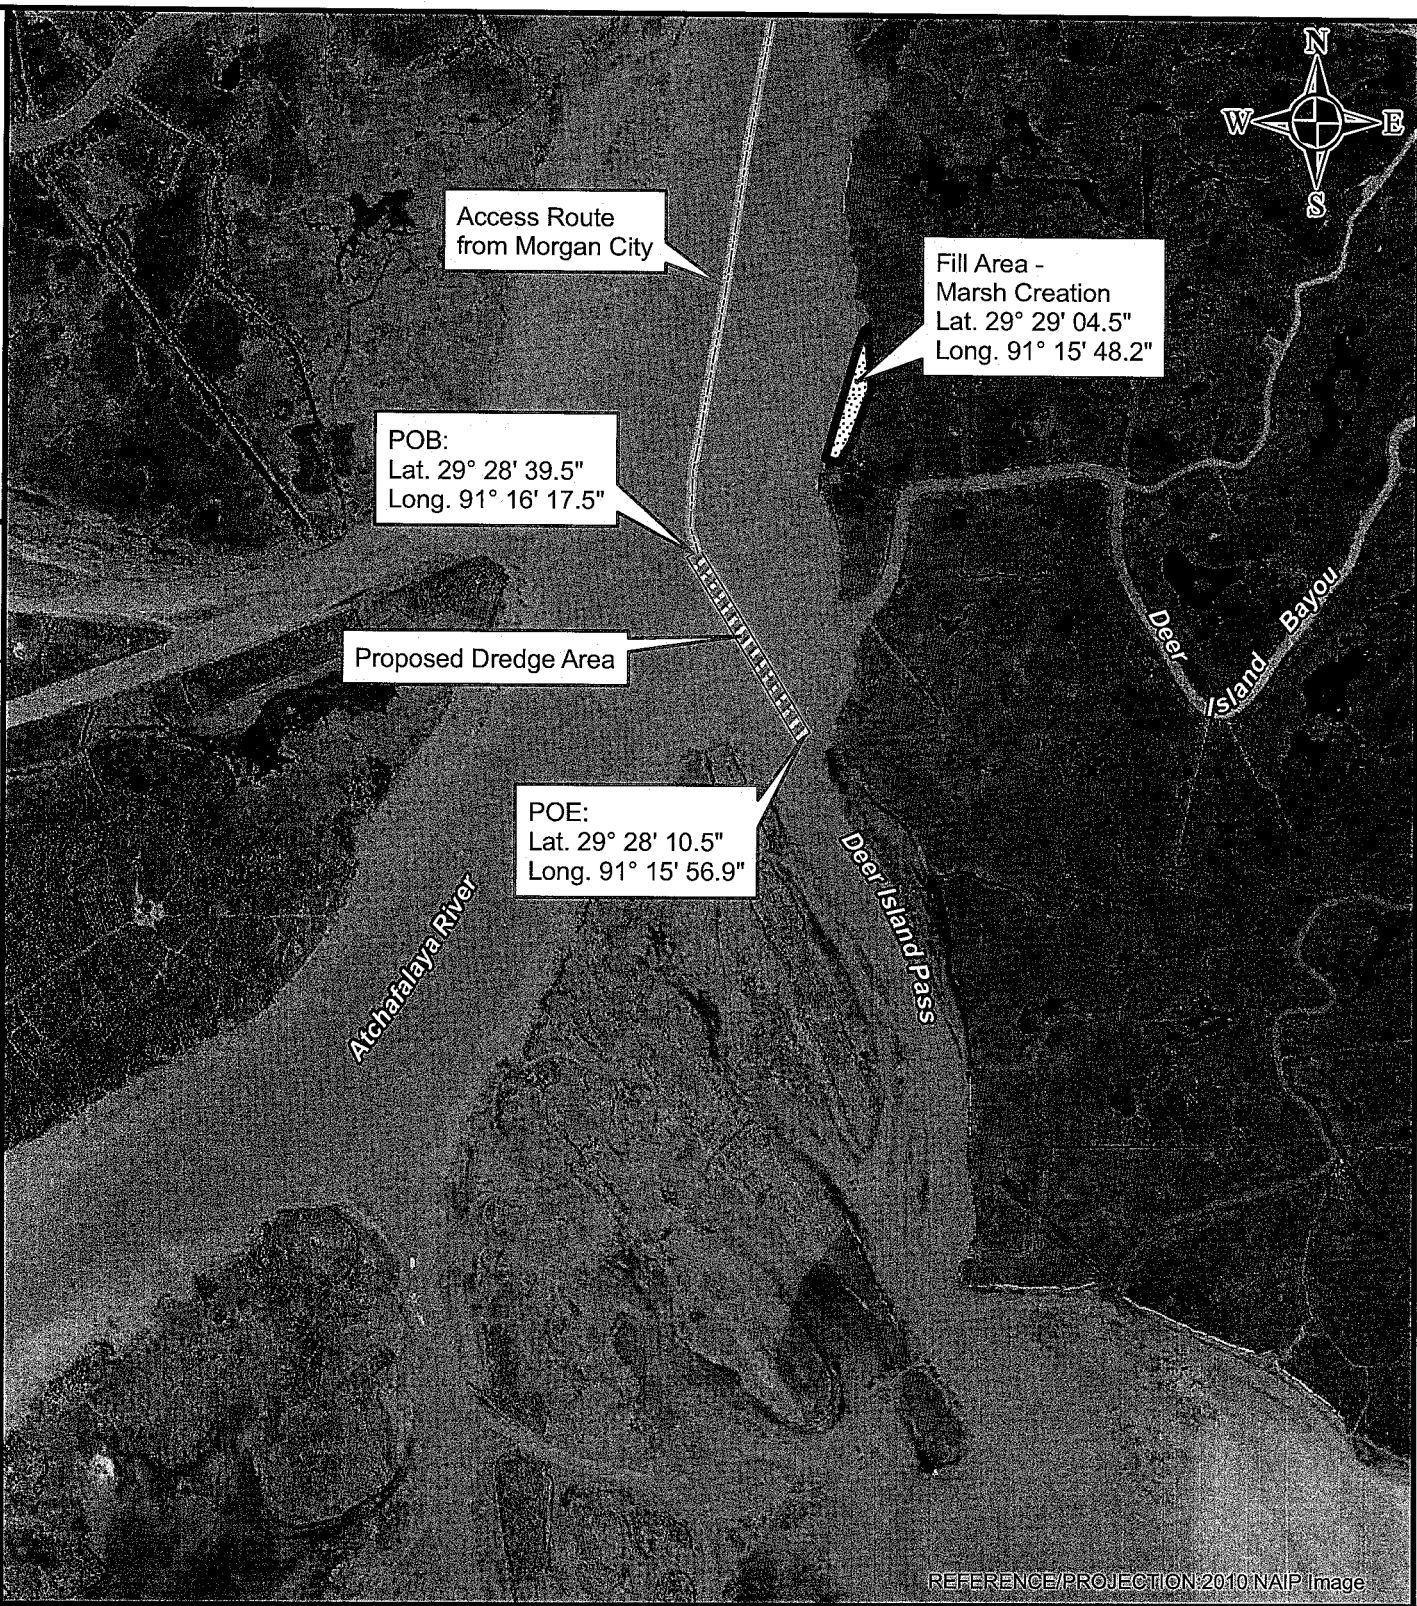 N
W E
S
Access Route
from Morgan City
Fill Area -
Marsh Creation
Lat. 29° 29' 04.5"
Long. 91° 15' 48.2"
POB:
Lat. 29° 28' 39.5"
Long. 91° 16' 17.5"
Deer Island Bayou
Proposed Dredge Area
POE:
Lat. 29° 28' 10.5"
Long. 91° 15' 56.9"
Deer Island Pass
Atchafalaya River
REFERENCE/PROJECTION:2010 NAIP Image